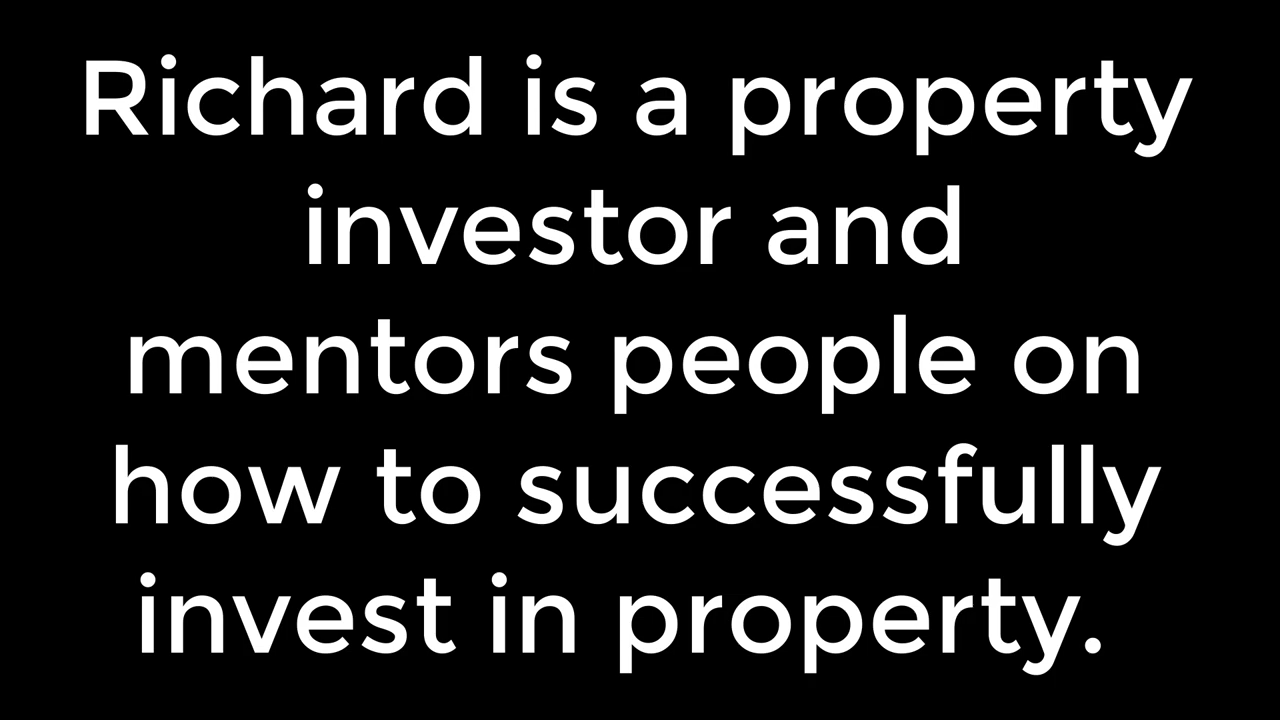 Richard is a property
investor and
mentors people on
how to successfully
invest in property.